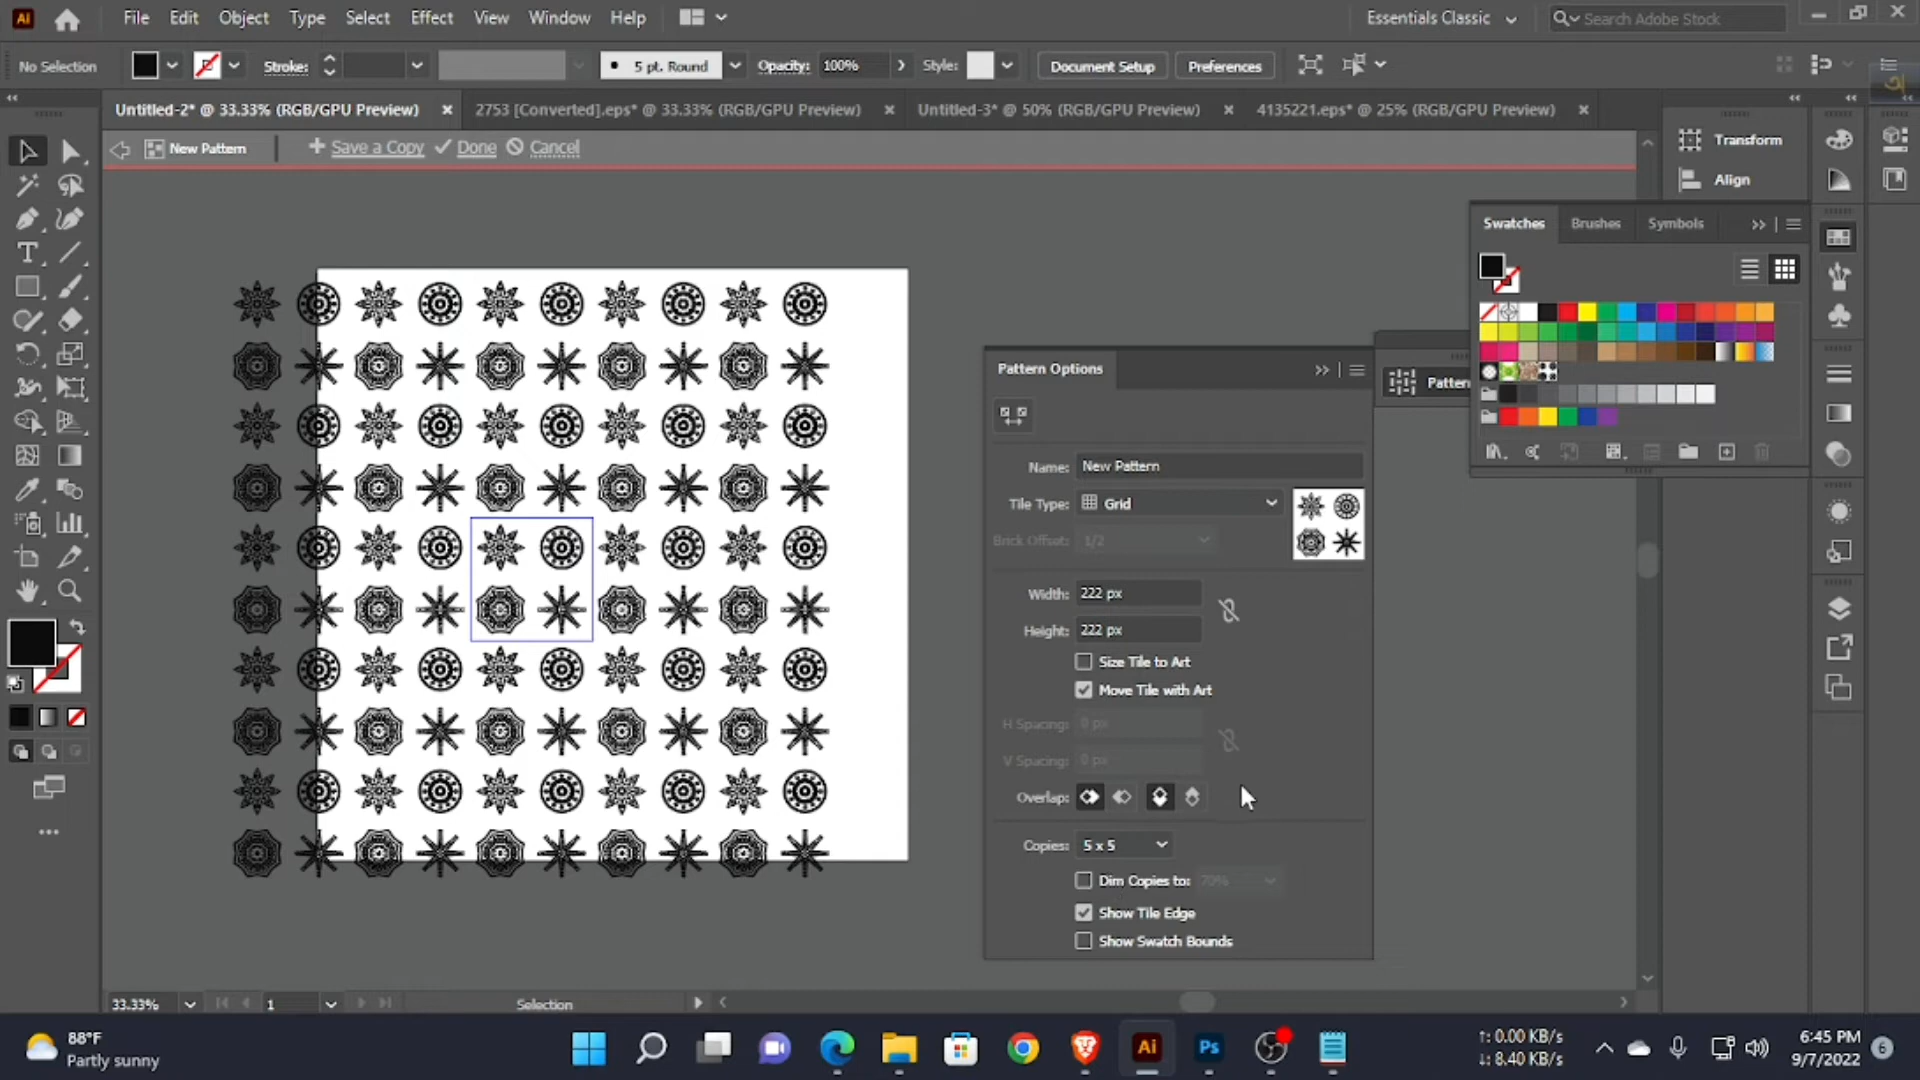 Ai File Edit Object Type Select Effect View Window Help Essentials Classic Search Adobe Stock
No Selection Stroke: 5 pt. Round Opacity: 100% Style: Document Setup Preferences
Untitled-2* @ 33.33% (RGB/GPU Preview) 2753 [Converted].eps* @ 33.33% (RGB/GPU Preview) Untitled-3* @ 50% (RGB/GPU Preview) 4135221.eps* @ 25% (RGB/GPU Preview)
New Pattern Save a Copy Done Cancel
Transform
Align
Swatches Brushes Symbols
Pattern Options
Pattern
Name: New Pattern
Tile Type: Grid
Brick Offset: 1/2
Width: 222 px
Height: 222 px
Size Tile to Art
Move Tile with Art
H Spacing: 0 px
V Spacing: 0 px
Overlap:
Copies: 5 x 5
Dim Copies to: 70%
Show Tile Edge
Show Swatch Bounds
33.33% 1 Selection
88°F
Partly sunny
Ai Ps
↑: 0.00 KB/s
↓: 8.40 KB/s
6:45 PM
9/7/2022
6